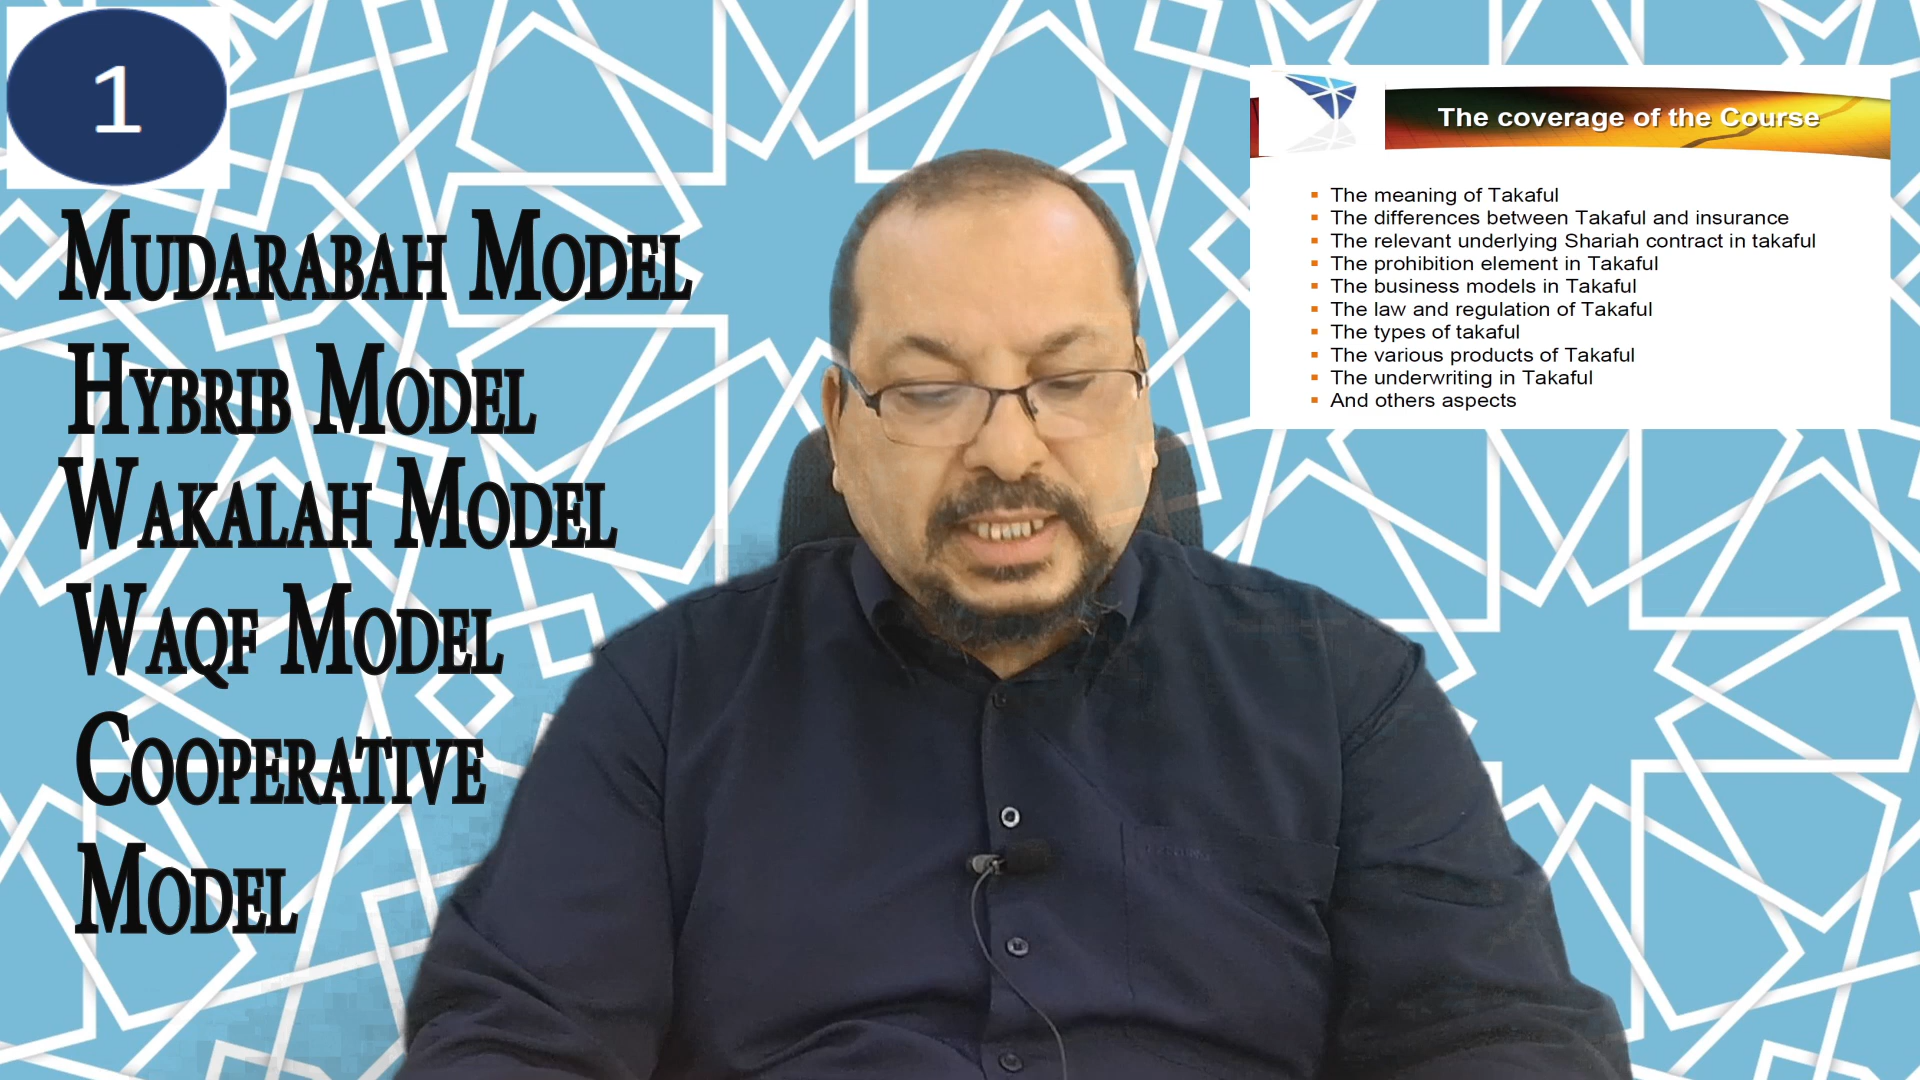 1
Mudarabah Model
Hybrib Model
Wakalah Model
Waqf Model
Cooperative
Model
The coverage of the Course
The meaning of Takaful
The differences between Takaful and insurance
The relevant underlying Shariah contract in takaful
The prohibition element in Takaful
The business models in Takaful
The law and regulation of Takaful
The types of takaful
The various products of Takaful
The underwriting in Takaful
And others aspects